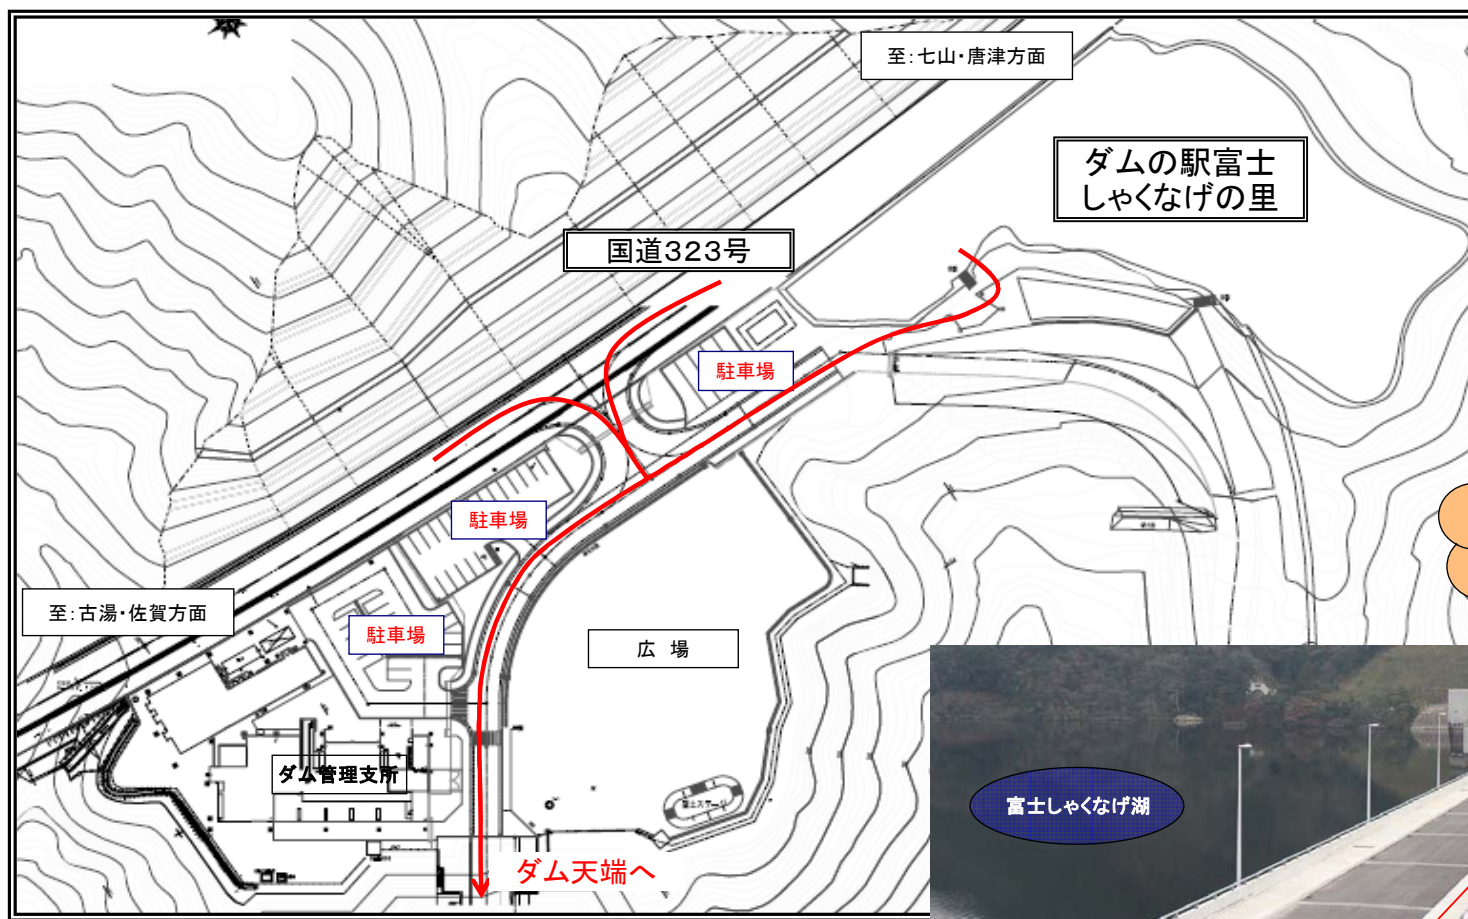 至：七山・唐津方面
ダムの駅富士
しゃくなげの里
国道323号
駐車場
駐車場
至：古湯・佐賀方面
駐車場
広 場
ダム管理支所
富士しゃくなげ湖
ダム天端へ